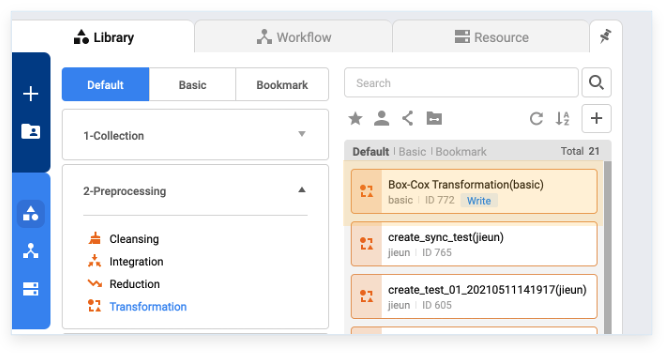 Library
Workflow
Resource
Default
Basic
Bookmark
1-Collection
2-Preprocessing
Cleansing
Integration
Reduction
Transformation
Search
Default | Basic | Bookmark
Total 21
Box-Cox Transformation(basic)
basic | ID 772 Write
create_sync_test(jieun)
jieun | ID 765
create_test_01_20210511141917(jieun)
jieun | ID 605